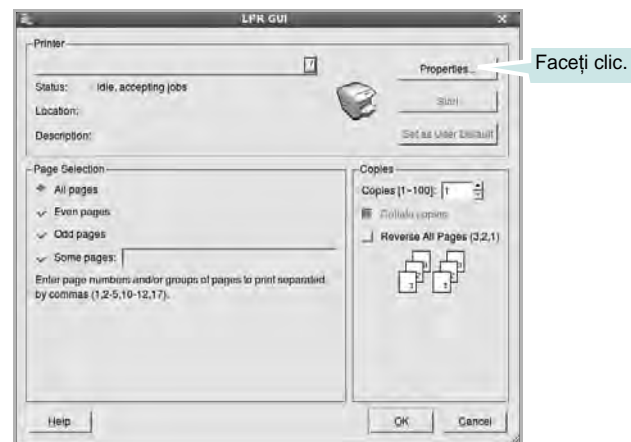 LPR GUI
Printer
Properties...
Faceți clic.
Status: Idle, accepting jobs
Start
Location:
Description:
Set as User Default
Page Selection
All pages
Even pages
Odd pages
Some pages:
Enter page numbers and/or groups of pages to print separated
by commas (1,2-5,10-12,17).
Copies
Copies [1-100]: 1
Collate copies
Reverse All Pages (3,2,1)
Help
OK
Cancel